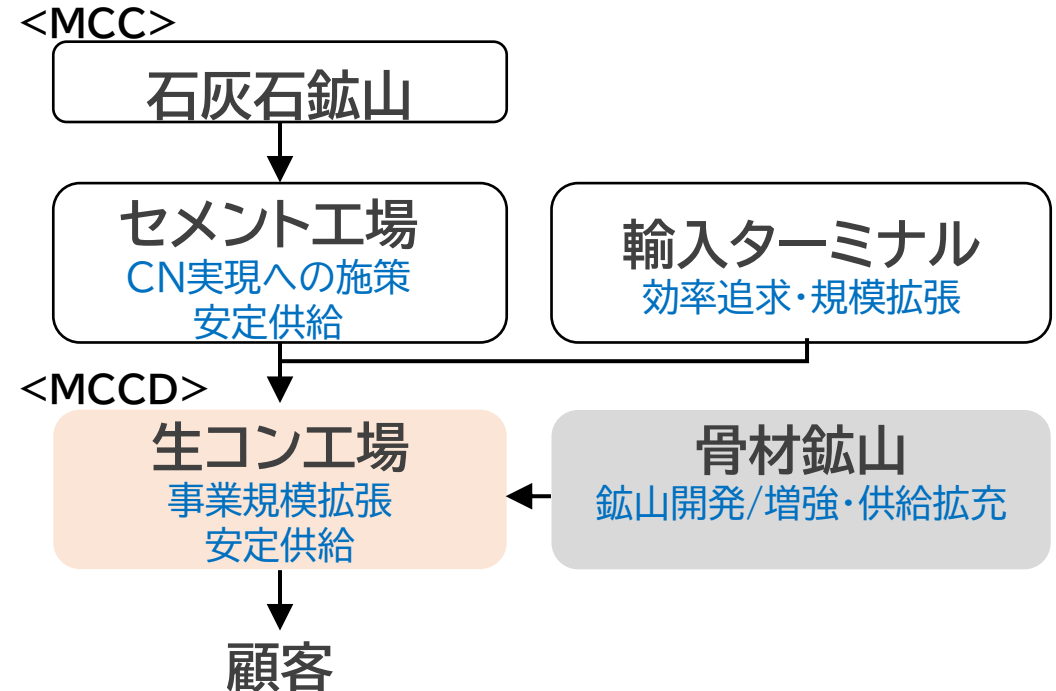 <MCC>
石灰石鉱山
セメント工場
CN実現への施策
安定供給
輸入ターミナル
効率追求・規模拡張
<MCCD>
生コン工場
事業規模拡張
安定供給
骨材鉱山
鉱山開発/増強・供給拡充
顧客